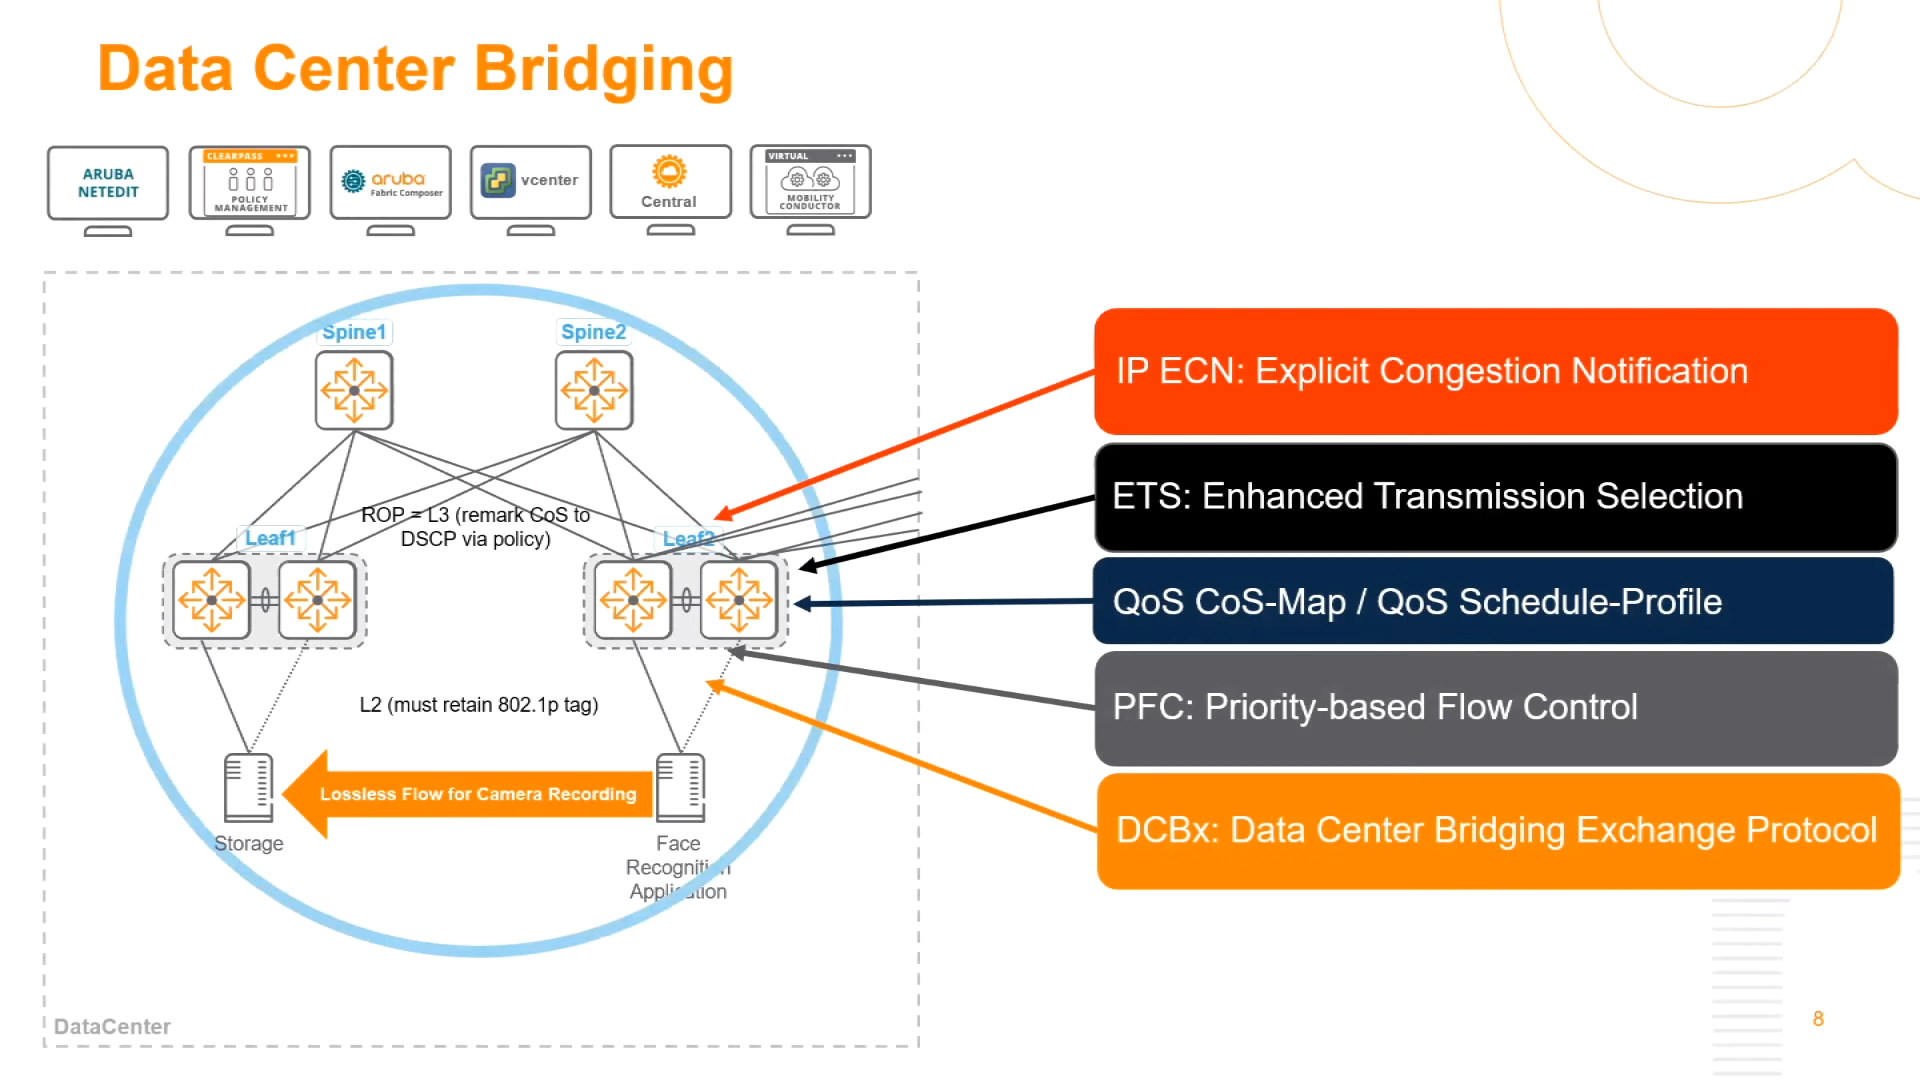 Data Center Bridging
ARUBA
NETEDIT
CLEARPASS
POLICY
MANAGEMENT
aruba
Fabric Composer
vcenter
Central
VIRTUAL
MOBILITY
CONDUCTOR
Spine1
Spine2
IP ECN: Explicit Congestion Notification
ETS: Enhanced Transmission Selection
ROP = L3 (remark CoS to
DSCP via policy)
Leaf1
Leaf2
QoS CoS-Map / QoS Schedule-Profile
L2 (must retain 802.1p tag)
PFC: Priority-based Flow Control
Lossless Flow for Camera Recording
DCBx: Data Center Bridging Exchange Protocol
Storage
Face
Recognition
Application
DataCenter
8